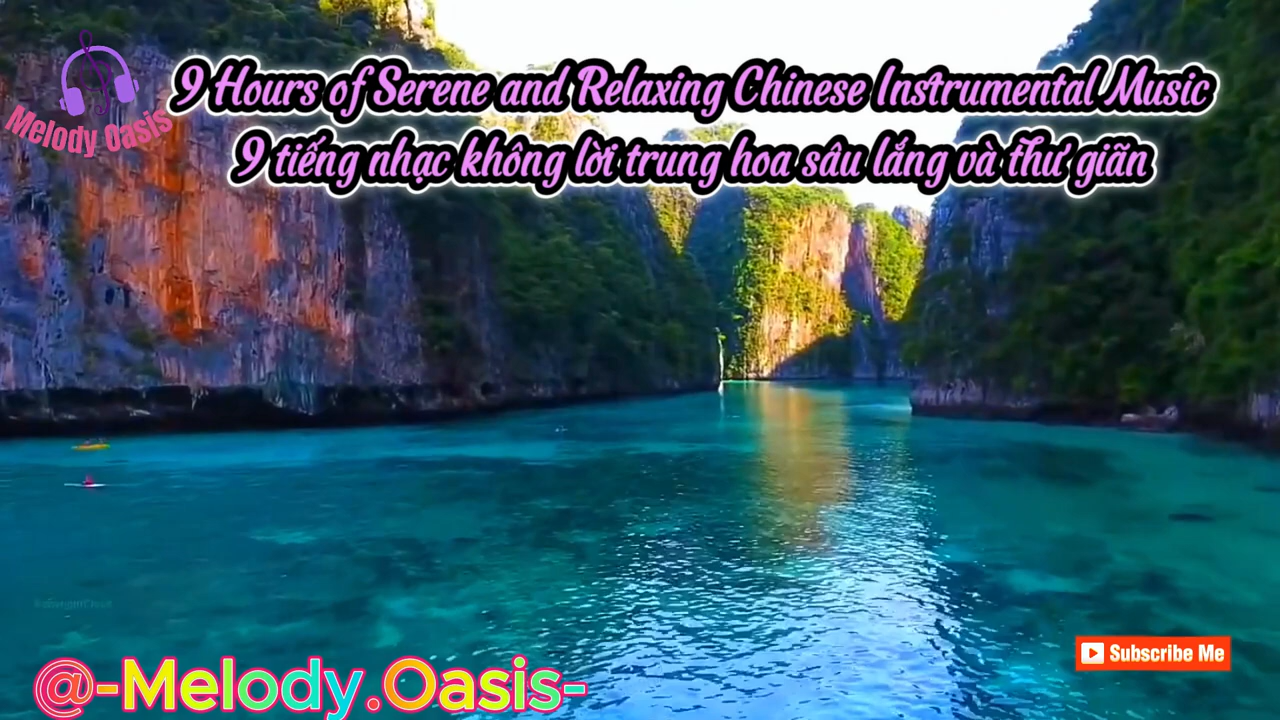 9 Hours of Serene and Relaxing Chinese Instrumental Music
9 tiếng nhạc không lời trung hoa sâu lắng và thư giãn
Melody Oasis
Subscribe Me
@-Melody.Oasis-